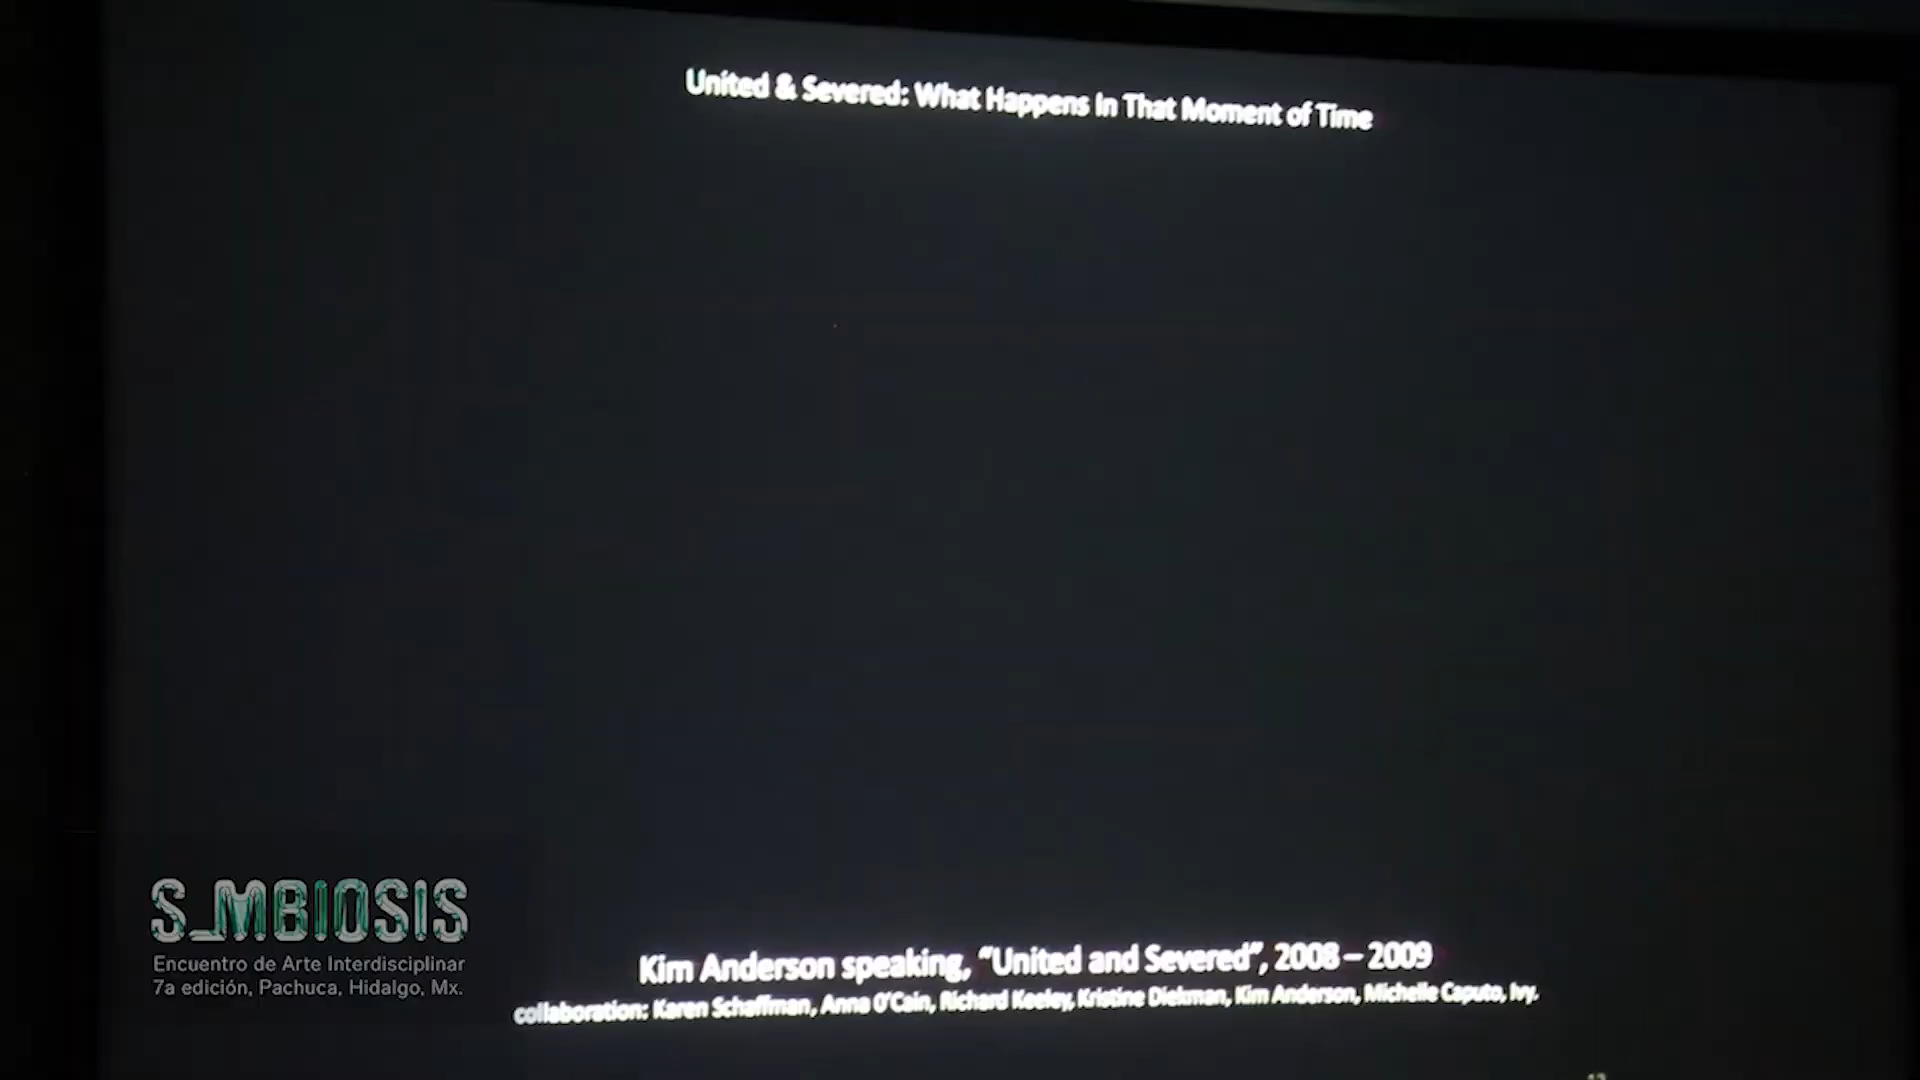 United & Severed: What Happens In That Moment of Time
S_MBIOSIS
Encuentro de Arte Interdisciplinar
7a edición, Pachuca, Hidalgo, Mx.
Kim Anderson speaking, “United and Severed”, 2008 – 2009
collaboration: Karen Schaffman, Anna O'Cain, Richard Keeley, Kristine Diekman, Kim Anderson, Michelle Caputo, Ivy.